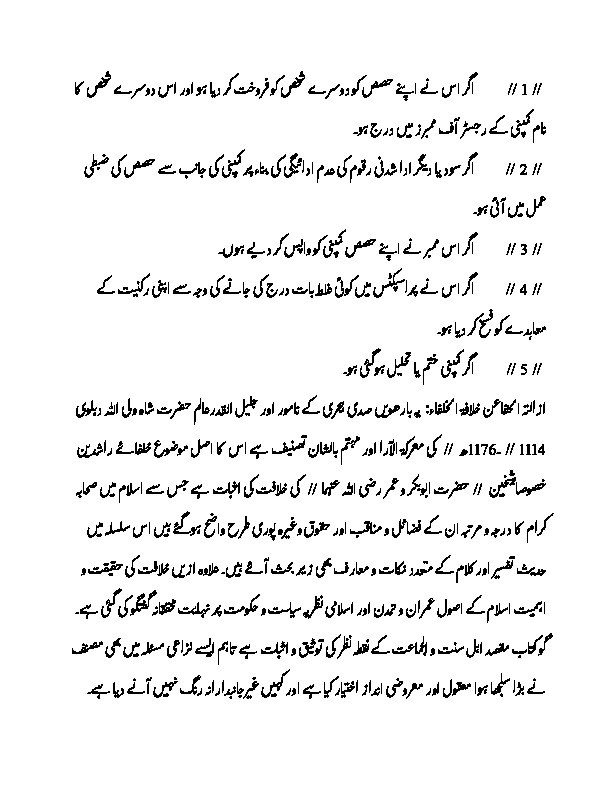 // 1 // اگر اس نے اپنے حصص کو دوسرے شخص کو فروخت کر دیا ہو اور اس دوسرے شخص کا
نام کمپنی کے رجسٹر آف ممبرز میں درج ہو۔
// 2 // اگر سود یا دیگر ادا شدنی رقوم کی عدم ادائیگی کی بناء پر کمپنی کی جانب سے حصص کی ضبطی
عمل میں آئی ہو۔
// 3 // اگر اس ممبر نے اپنے حصص کمپنی کو واپس کر دیے ہوں۔
// 4 // اگر اس نے پراسپکٹس میں کوئی غلط بات درج کی جانے کی وجہ سے اپنی رکنیت کے
معاہدے کو فسخ کر دیا ہو۔
// 5 // اگر کمپنی ختم یا تحلیل ہو گئی ہو۔
ازالۃ الخفا عن خلافۃ الخلفاء: یہ بارھویں صدی ہجری کے نامور اور جلیل القدر عالم حضرت شاہ ولی اللہ دہلوی
1114 // ۔1176ھ // کی معرکۃ الآرا اور مہتم بالشان تصنیف ہے اس کا اصل موضوع خلفائے راشدین
خصوصا شیخین // حضرت ابوبکر و عمر رضی اللہ عنہما // کی خلافت کی اثبات ہے جس سے اسلام میں صحابہ
کرام کا درجہ و مرتبہ ان کے فضائل و مناقب اور حقوق وغیرہ پوری طرح واضح ہو گئے ہیں اس سلسلہ میں
حدیث تفسیر اور کلام کے متعدد نکات و معارف بھی زیر بحث آئے ہیں۔ علاوہ ازیں خلافت کی حقیقت و
اہمیت اسلام کے اصول عمران و تمدن اور اسلامی نظریہ سیاست و حکومت پر نہایت محققانہ گفتگو کی گئی ہے۔
گو کتاب مقصد اہل سنت و الجماعت کے نقطہ نظر کی توثیق و اثبات ہے تاہم ایسے نزاعی مسئلہ میں بھی مصنف
نے بڑا سلجھا ہوا معقول اور معروضی انداز اختیار کیا ہے اور کہیں غیر جانبدارانہ رنگ نہیں آنے دیا ہے۔